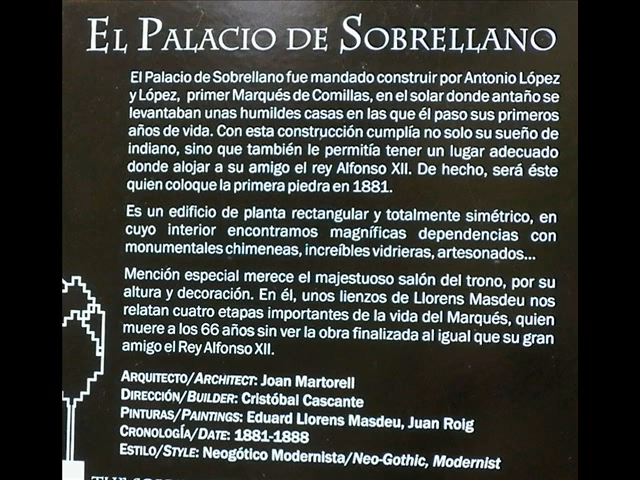 EL PALACIO DE SOBRELLANO
El Palacio de Sobrellano fue mandado construir por Antonio López
y López, primer Marqués de Comillas, en el solar donde antaño se
levantaban unas humildes casas en las que él paso sus primeros
años de vida. Con esta construcción cumplía no solo su sueño de
indiano, sino que también le permitía tener un lugar adecuado
donde alojar a su amigo el rey Alfonso XII. De hecho, será éste
quien coloque la primera piedra en 1881.
Es un edificio de planta rectangular y totalmente simétrico, en
cuyo interior encontramos magníficas dependencias con
monumentales chimeneas, increíbles vidrieras, artesonados...
Mención especial merece el majestuoso salón del trono, por su
altura y decoración. En él, unos lienzos de Llorens Masdeu nos
relatan cuatro etapas importantes de la vida del Marqués, quien
muere a los 66 años sin ver la obra finalizada al igual que su gran
amigo el Rey Alfonso XII.
ARQUITECTO/ARCHITECT: Joan Martorell
DIRECCIÓN/BUILDER: Cristóbal Cascante
PINTURAS/PAINTINGS: Eduard Llorens Masdeu, Juan Roig
CRONOLOGÍA/DATE: 1881-1888
ESTILO/STYLE: Neogótico Modernista/Neo-Gothic, Modernist